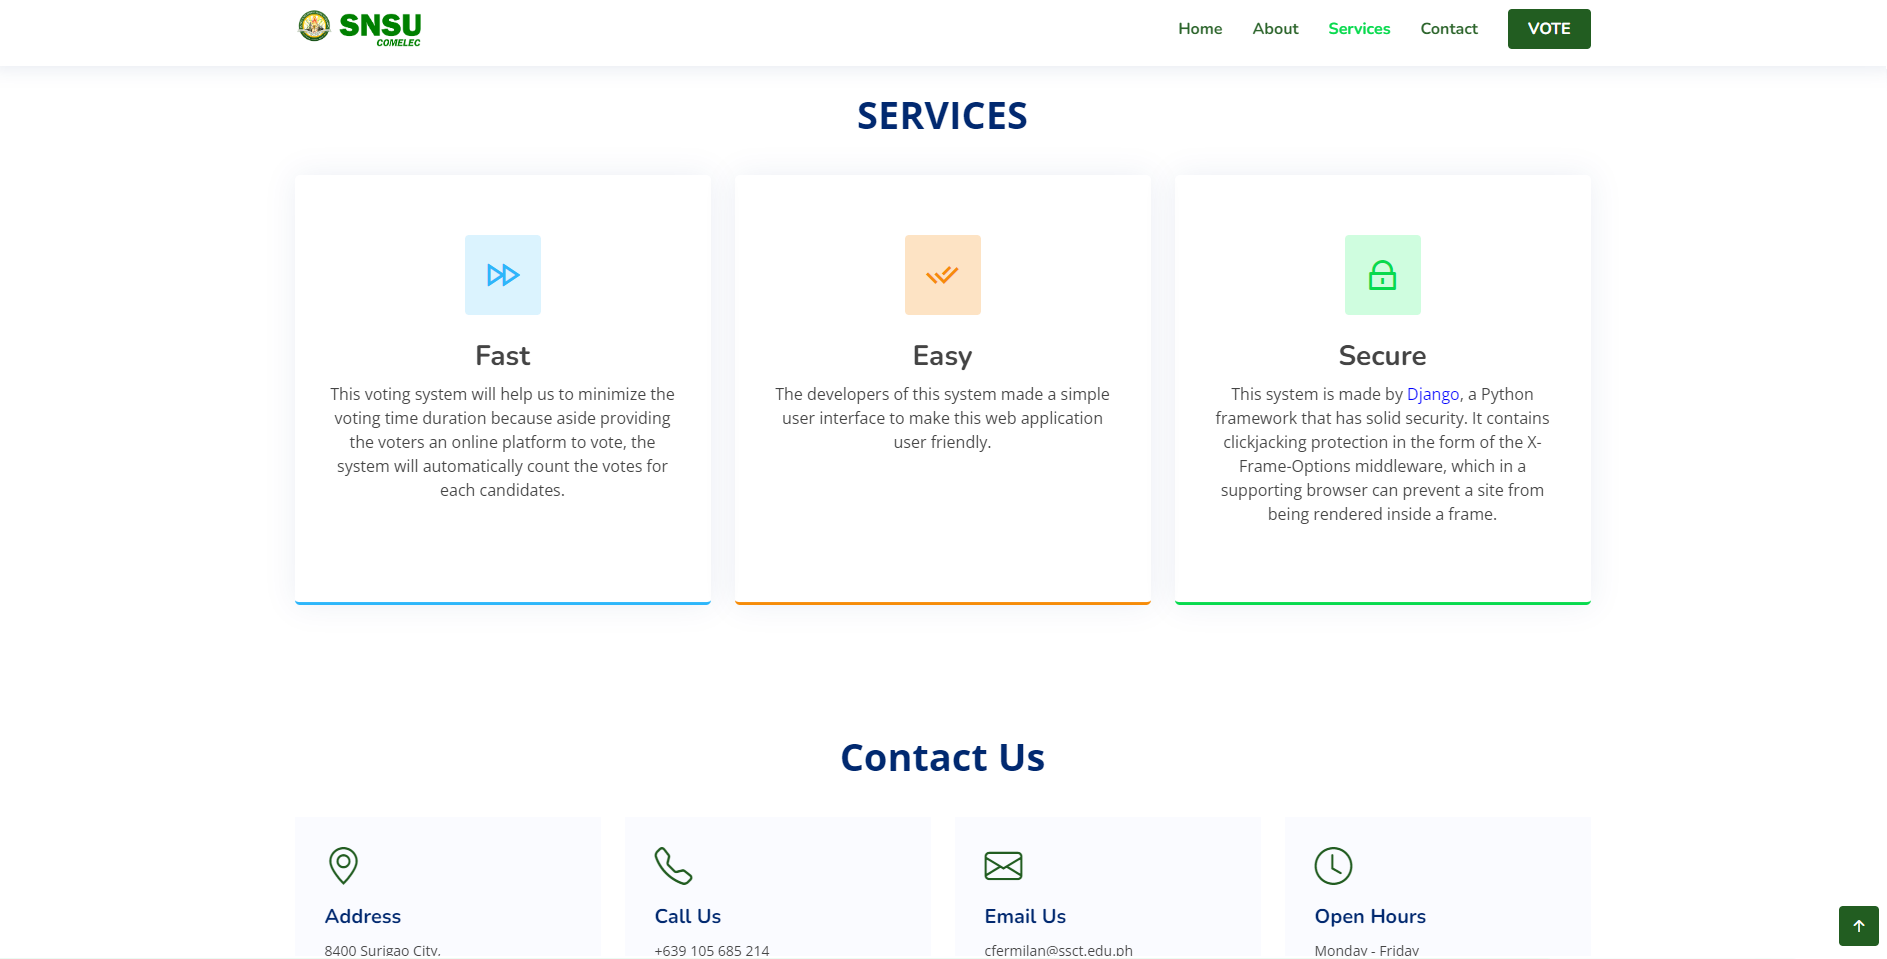 SNSU
COMELEC
Home About Services Contact VOTE
SERVICES
Fast
This voting system will help us to minimize the
voting time duration because aside providing
the voters an online platform to vote, the
system will automatically count the votes for
each candidates.
Easy
The developers of this system made a simple
user interface to make this web application
user friendly.
Secure
This system is made by Django, a Python
framework that has solid security. It contains
clickjacking protection in the form of the X-
Frame-Options middleware, which in a
supporting browser can prevent a site from
being rendered inside a frame.
Contact Us
Address
8400 Surigao City,
Call Us
+639 105 685 214
Email Us
cfermilan@ssct.edu.ph
Open Hours
Monday - Friday